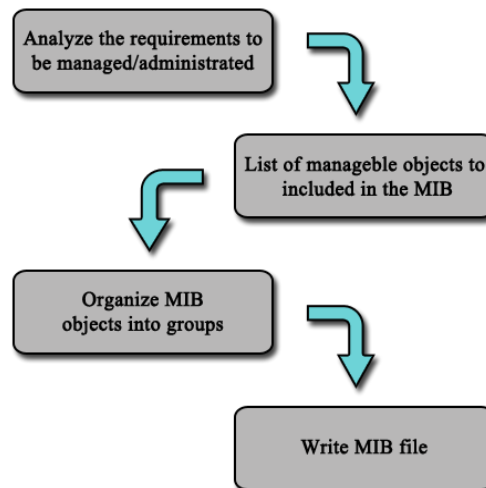 Analyze the requirements to
be managed/administrated
List of manageble objects to
included in the MIB
Organize MIB
objects into groups
Write MIB file